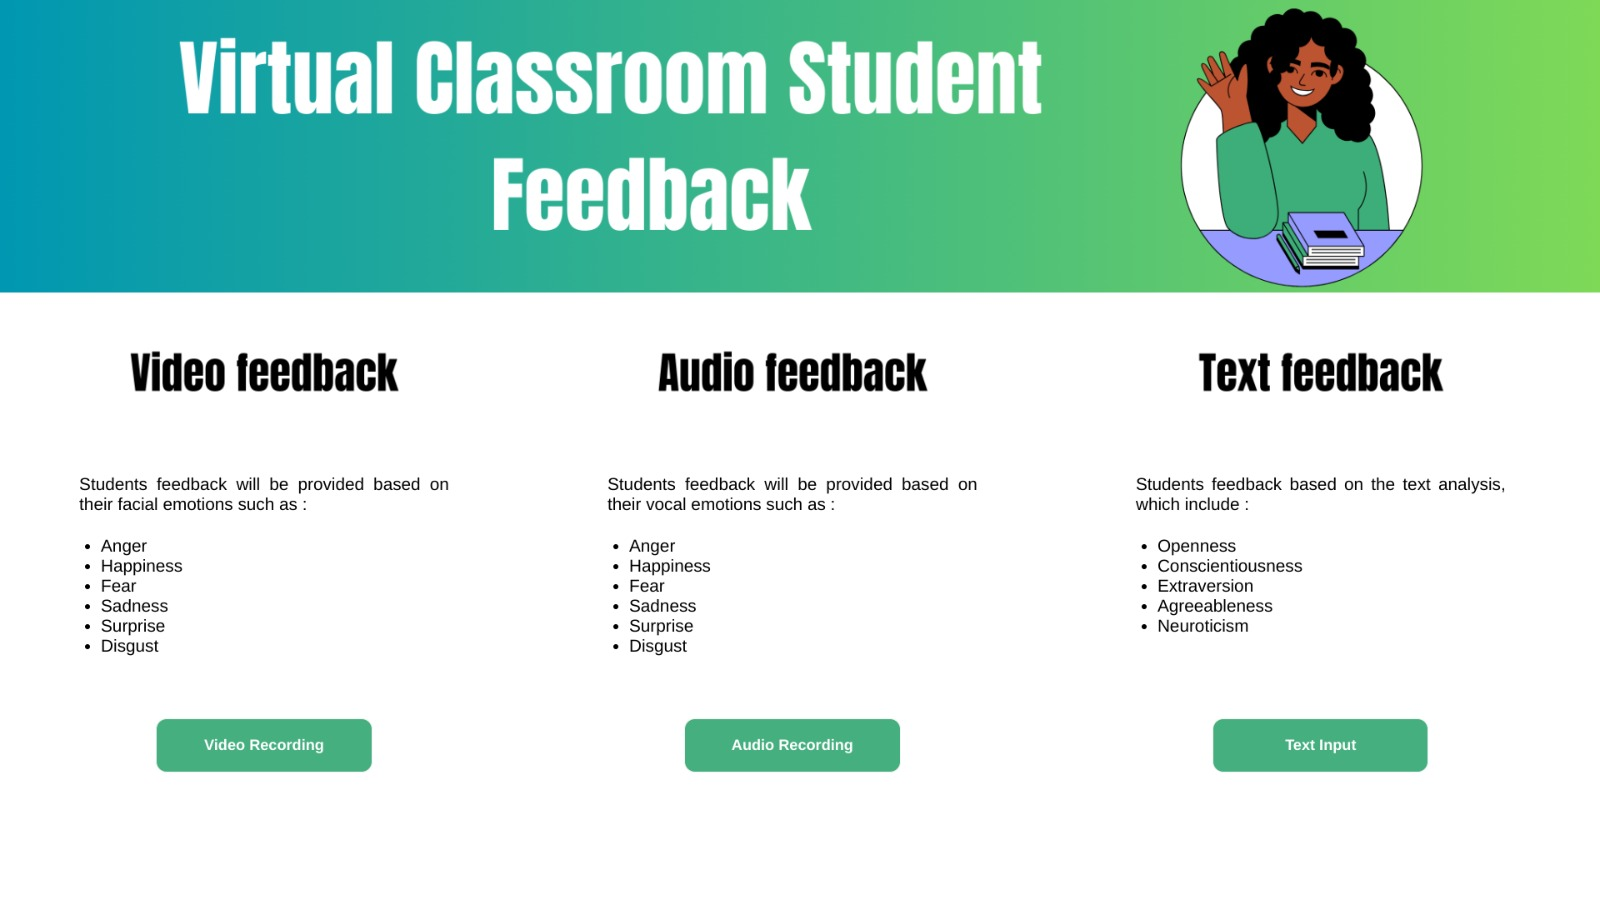 Virtual Classroom Student
Feedback
Video feedback
Students feedback will be provided based on
their facial emotions such as :
• Anger
• Happiness
• Fear
• Sadness
• Surprise
• Disgust
Video Recording
Audio feedback
Students feedback will be provided based on
their vocal emotions such as :
• Anger
• Happiness
• Fear
• Sadness
• Surprise
• Disgust
Audio Recording
Text feedback
Students feedback based on the text analysis,
which include :
• Openness
• Conscientiousness
• Extraversion
• Agreeableness
• Neuroticism
Text Input